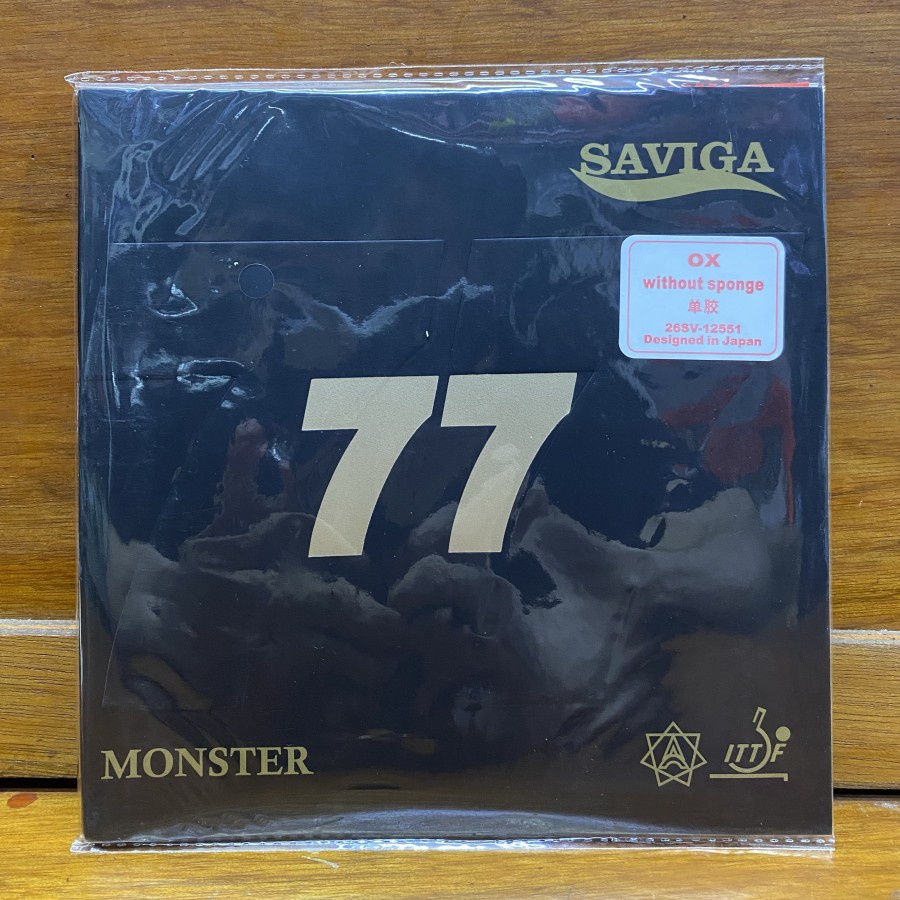 SAVIGA
OX
without sponge
单胶
26SV-12551
Designed in Japan
77
MONSTER
ITTF